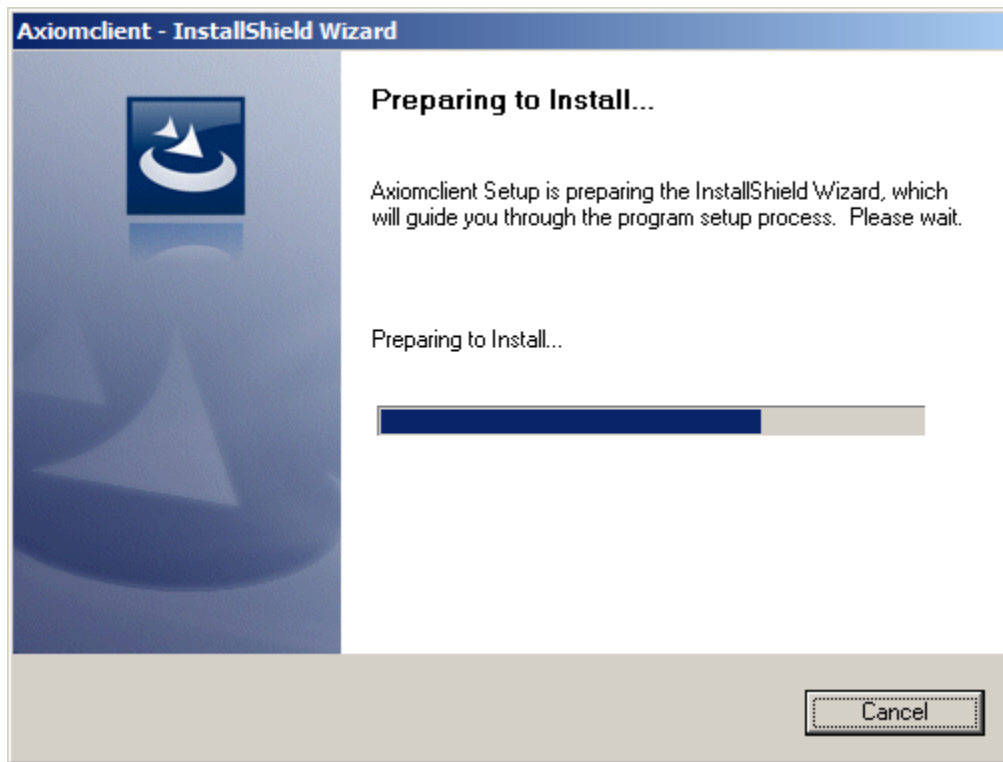 Axiomclient - InstallShield Wizard
Preparing to Install...
Axiomclient Setup is preparing the InstallShield Wizard, which
will guide you through the program setup process.  Please wait.
Preparing to Install...
Cancel